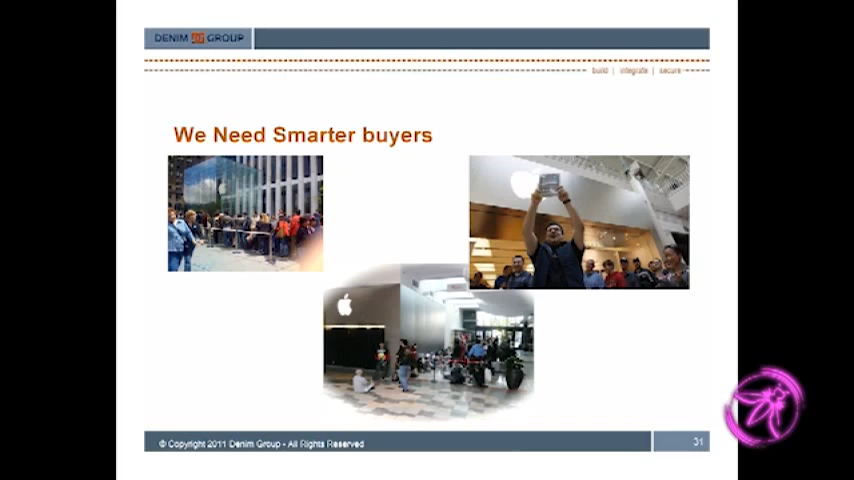 DENIM GROUP
build | integrate | secure
We Need Smarter buyers
© Copyright 2011 Denim Group - All Rights Reserved
31